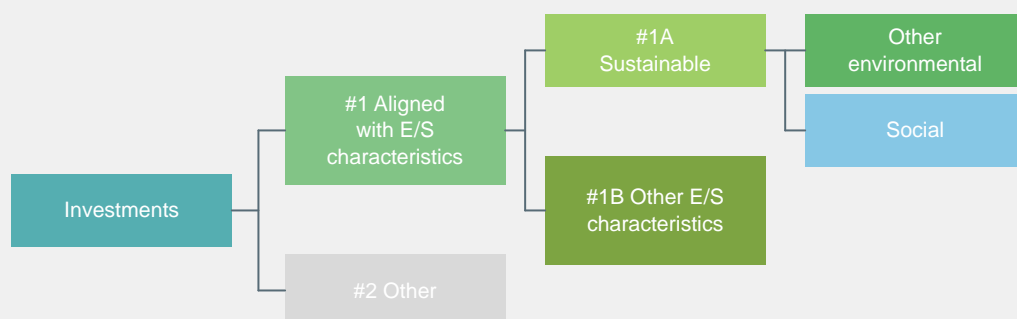 Investments
#1 Aligned
with E/S
characteristics
#2 Other
#1A
Sustainable
#1B Other E/S
characteristics
Other
environmental
Social